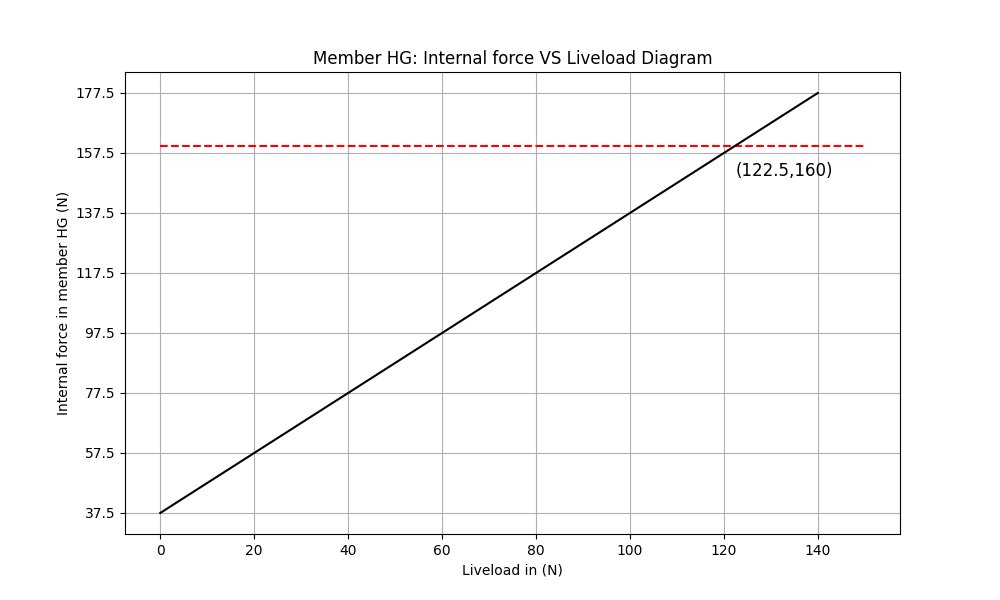 Member HG: Internal force VS Liveload Diagram
177.5
157.5
137.5
117.5
97.5
77.5
57.5
37.5
Internal force in member HG (N)
(122.5,160)
0 20 40 60 80 100 120 140
Liveload in (N)